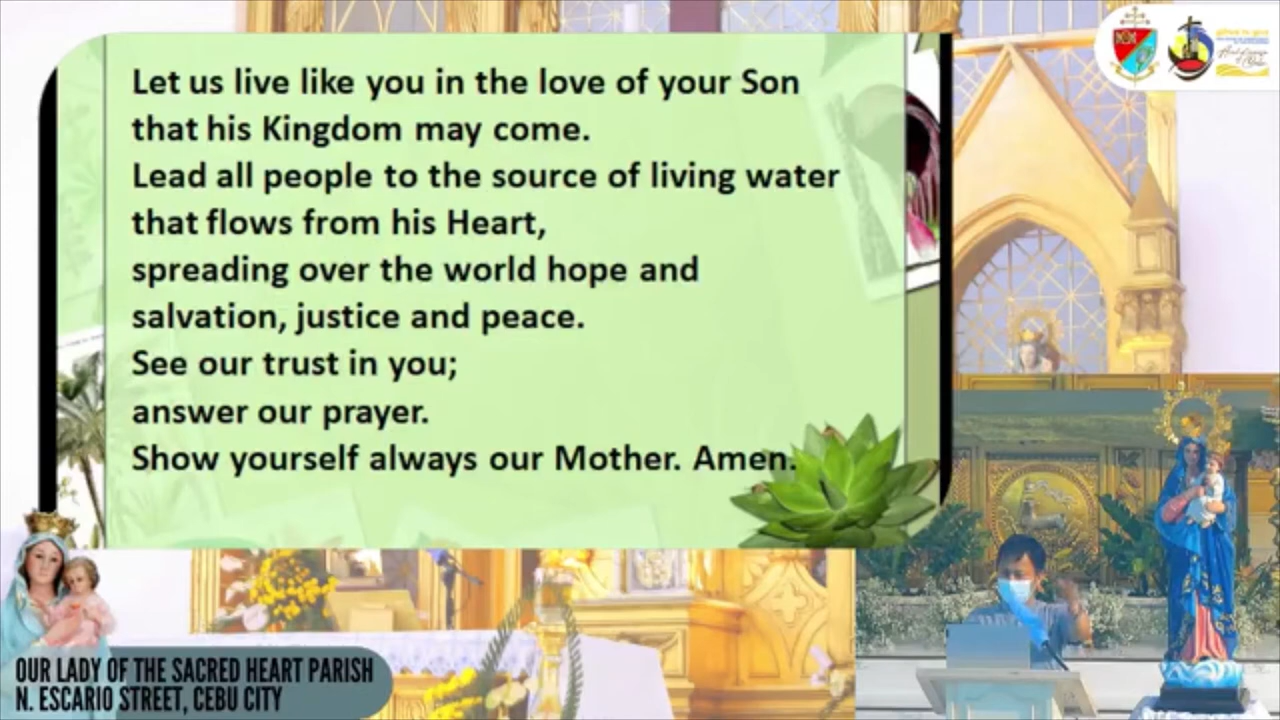 Let us live like you in the love of your Son
that his Kingdom may come.
Lead all people to the source of living water
that flows from his Heart,
spreading over the world hope and
salvation, justice and peace.
See our trust in you;
answer our prayer.
Show yourself always our Mother. Amen.
OUR LADY OF THE SACRED HEART PARISH
N. ESCARIO STREET, CEBU CITY